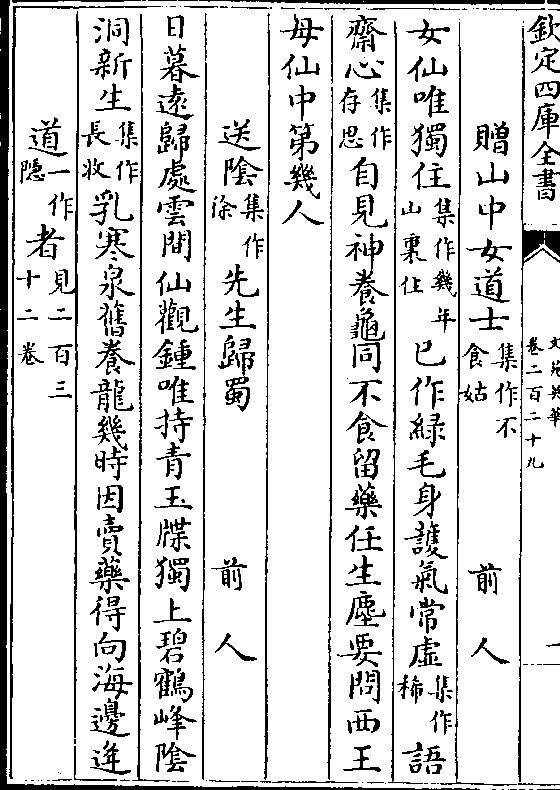 欽定四庫全書
文苑英華
卷二百二十九
贈山中女道士集作不食姑 前人
女仙唯獨住集作幾年山裏住已作綠毛身護氣常虛集作稀語
齋心集作存思自見神養龜同不食留藥任生塵要問西王
母仙中第幾人
送陰集作徐先生歸蜀 前人
日暮遠歸處雲間仙觀鍾唯持青玉牒獨上碧鶴峰陰
洞新生集作長收乳寒泉舊養龍幾時因賣藥得向海邊逢
道一作隱者見二百三十二卷